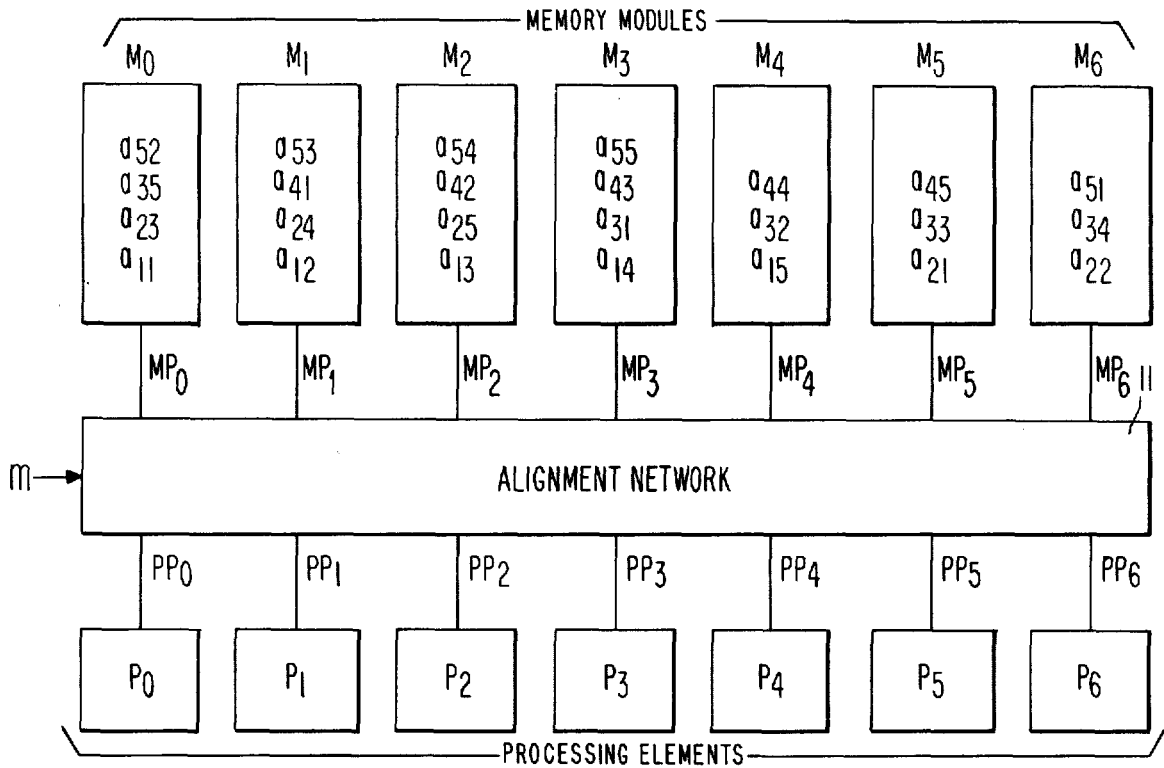 MEMORY MODULES
M0 M1 M2 M3 M4 M5 M6
a52 a53 a54 a55
a35 a41 a42 a43 a44 a45 a51
a23 a24 a25 a31 a32 a33 a34
a11 a12 a13 a14 a15 a21 a22
MP0 MP1 MP2 MP3 MP4 MP5 MP6 11
m ALIGNMENT NETWORK
PP0 PP1 PP2 PP3 PP4 PP5 PP6
P0 P1 P2 P3 P4 P5 P6
PROCESSING ELEMENTS